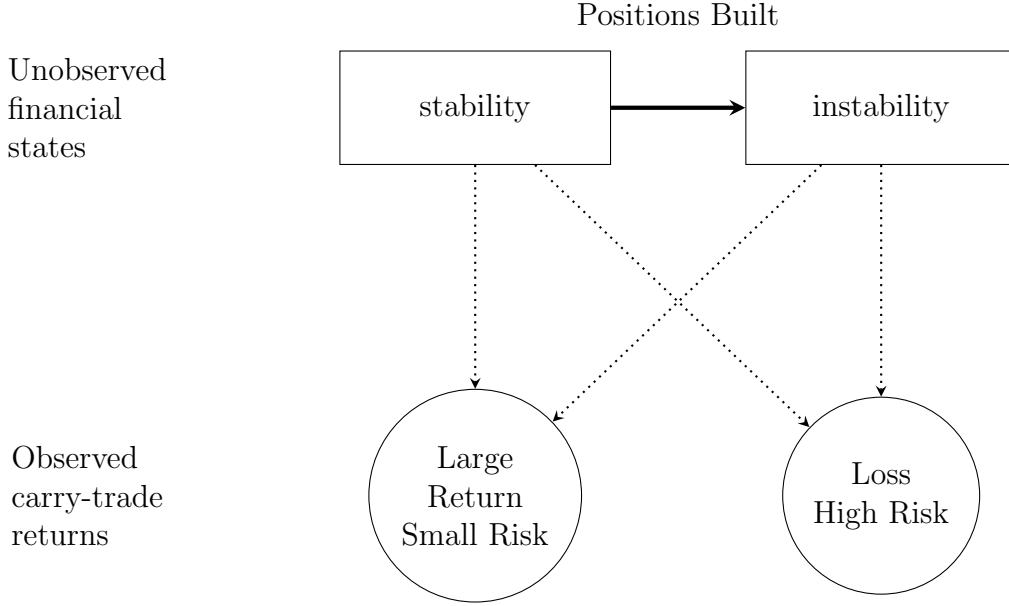 Positions Built
Unobserved
financial
states
stability
instability
Observed
carry-trade
returns
Large
Return
Small Risk
Loss
High Risk